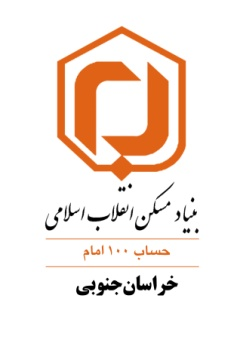 بنیاد مسکن انقلاب اسلامی
حساب ۱۰۰ امام
خراسان جنوبی